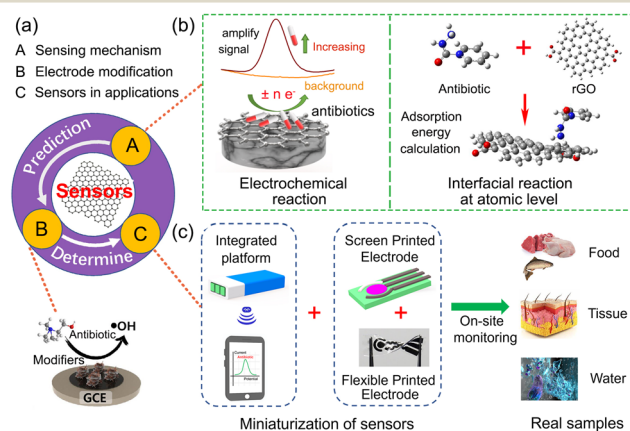 (a)
A Sensing mechanism
B Electrode modification
C Sensors in applications
Prediction
A
Sensors
B
C
Determine
Antibiotic
•OH
Modifiers
GCE
(b)
amplify
signal
Increasing
background
± n e-
antibiotics
Electrochemical
reaction
Antibiotic
+
rGO
Adsorption
energy
calculation
Interfacial reaction
at atomic level
(c)
Integrated
platform
Current
Antibiotic
Potential
+
Screen Printed
Electrode
+
Flexible Printed
Electrode
Miniaturization of sensors
On-site
monitoring
Food
Tissue
Water
Real samples